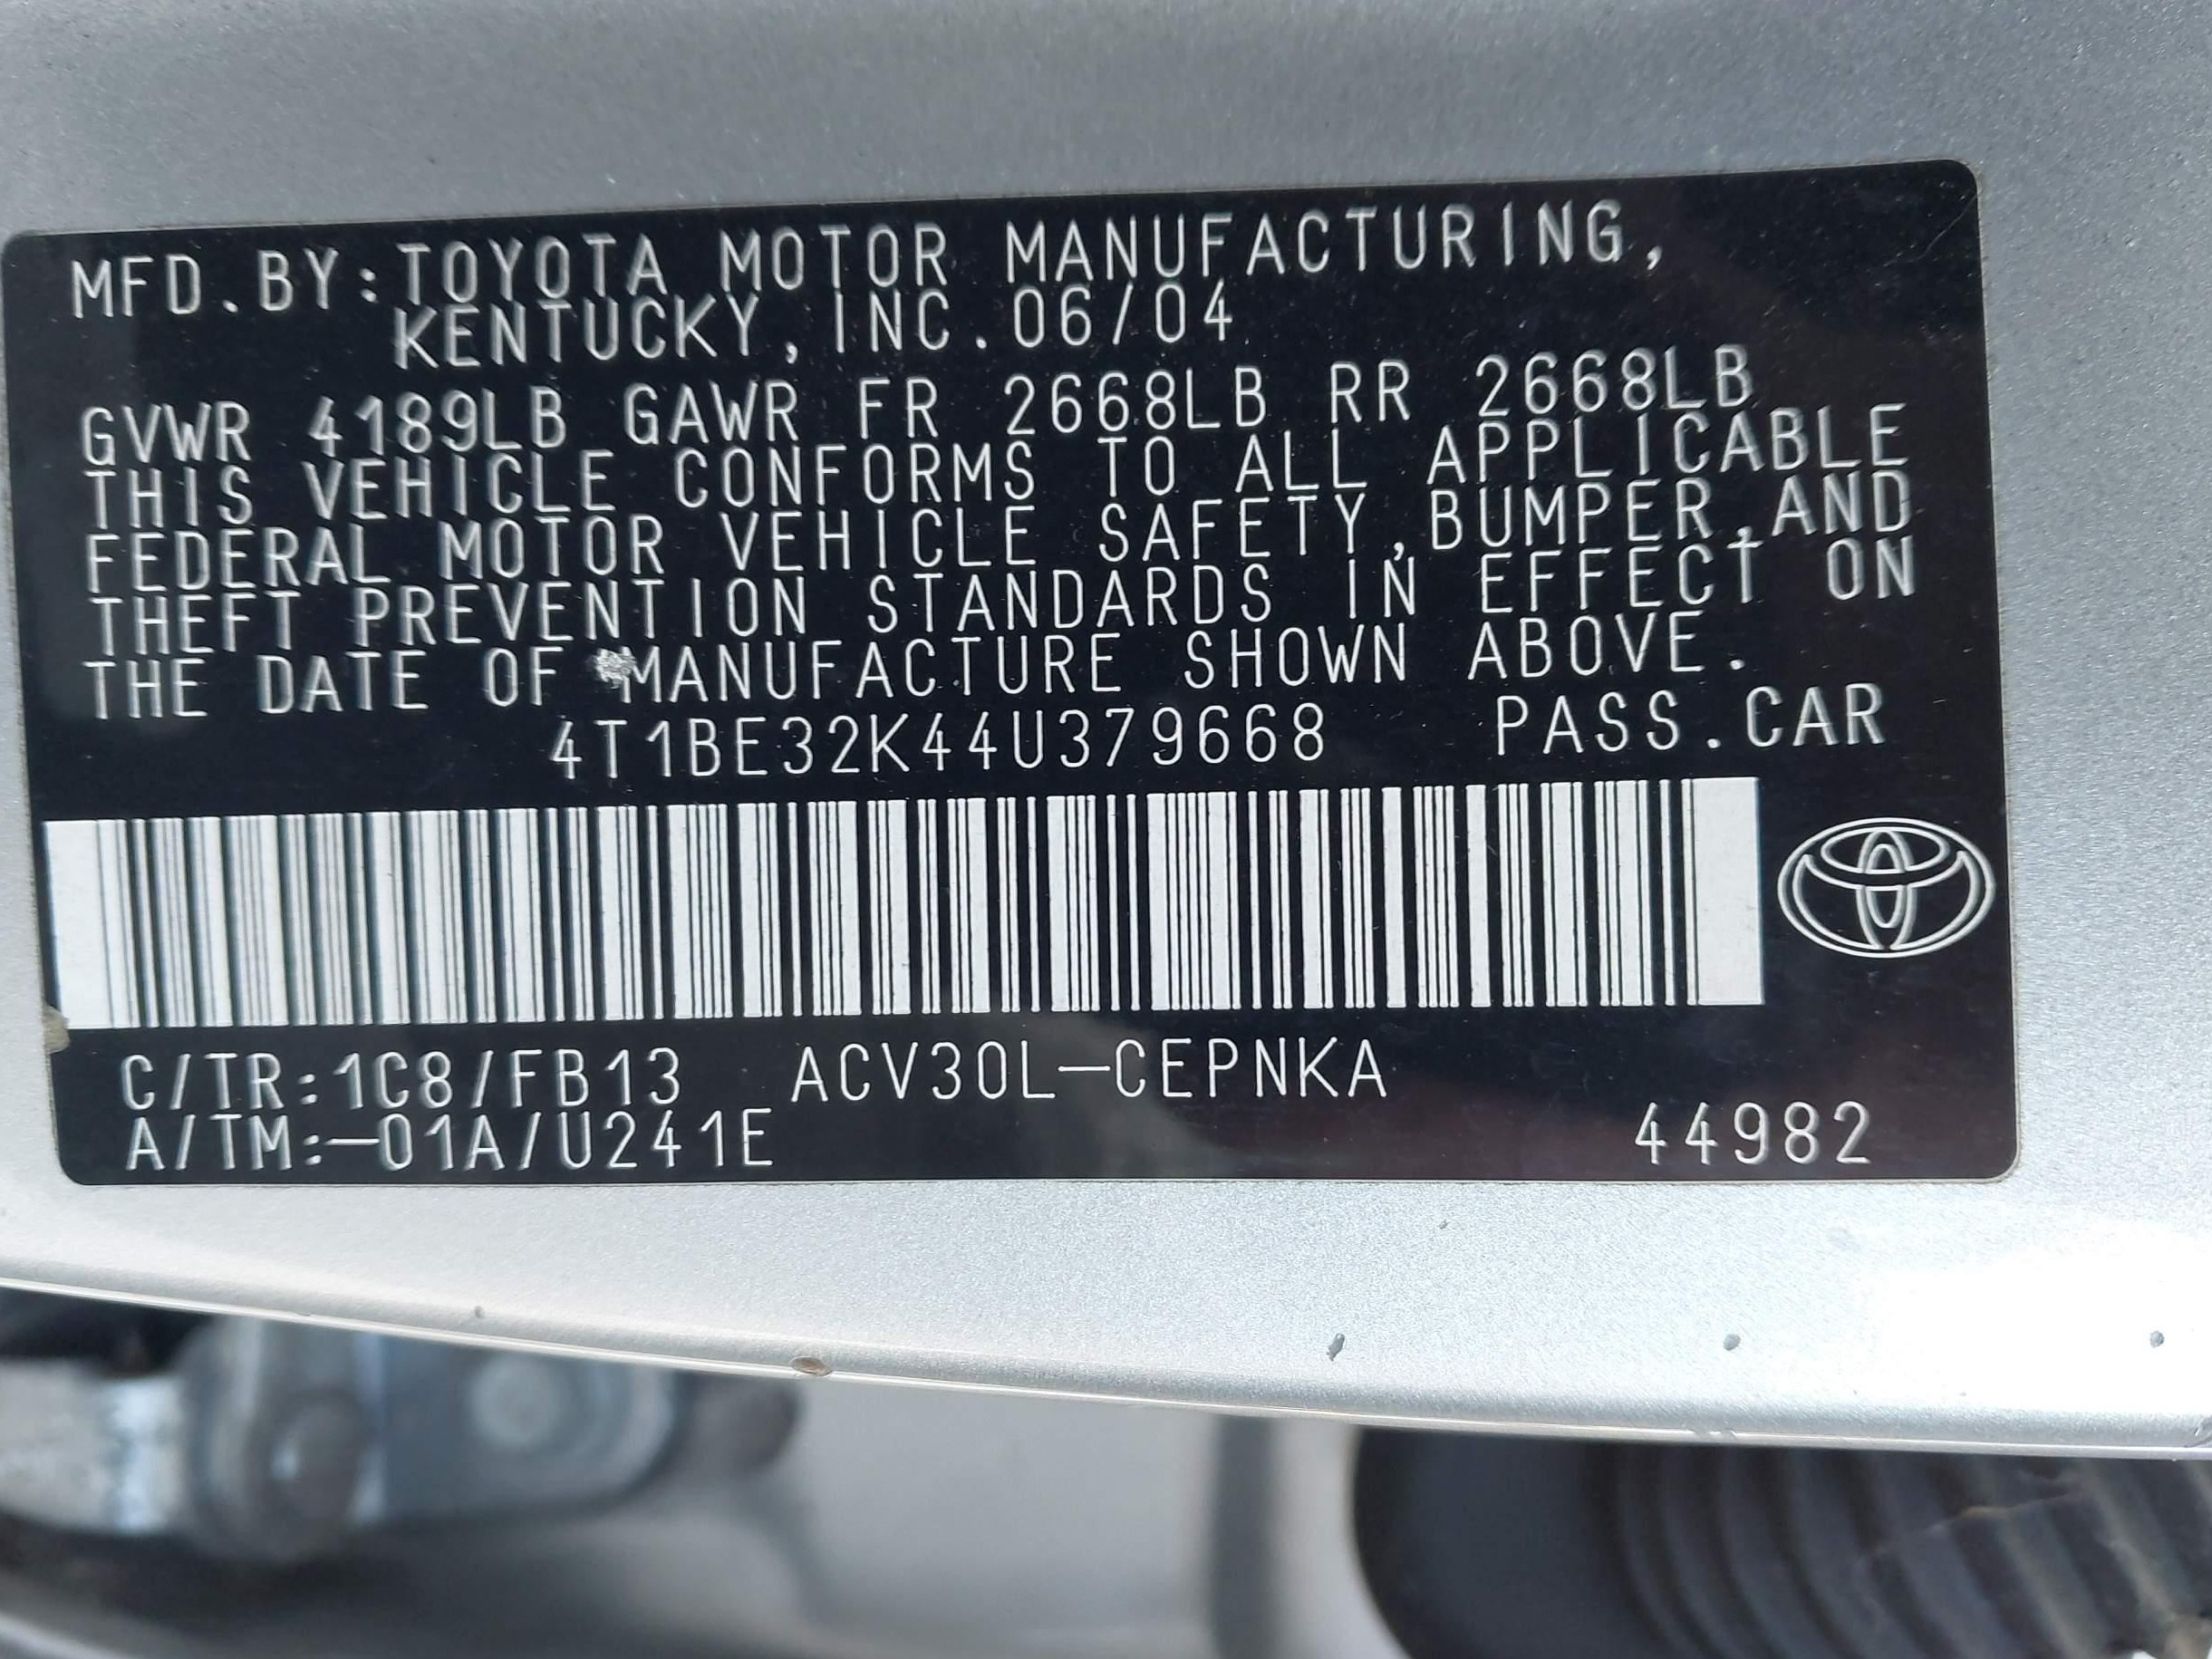 MFD.BY:TOYOTA MOTOR MANUFACTURING,
KENTUCKY,INC.06/04
GVWR 4189LB GAWR FR 2668LB RR 2668LB
THIS VEHICLE CONFORMS TO ALL APPLICABLE
FEDERAL MOTOR VEHICLE SAFETY,BUMPER,AND
THEFT PREVENTION STANDARDS IN EFFECT ON
THE DATE OF MANUFACTURE SHOWN ABOVE.
4T1BE32K44U379668 PASS.CAR
C/TR:1C8/FB13 ACV30L-CEPNKA
A/TM:-01A/U241E 44982